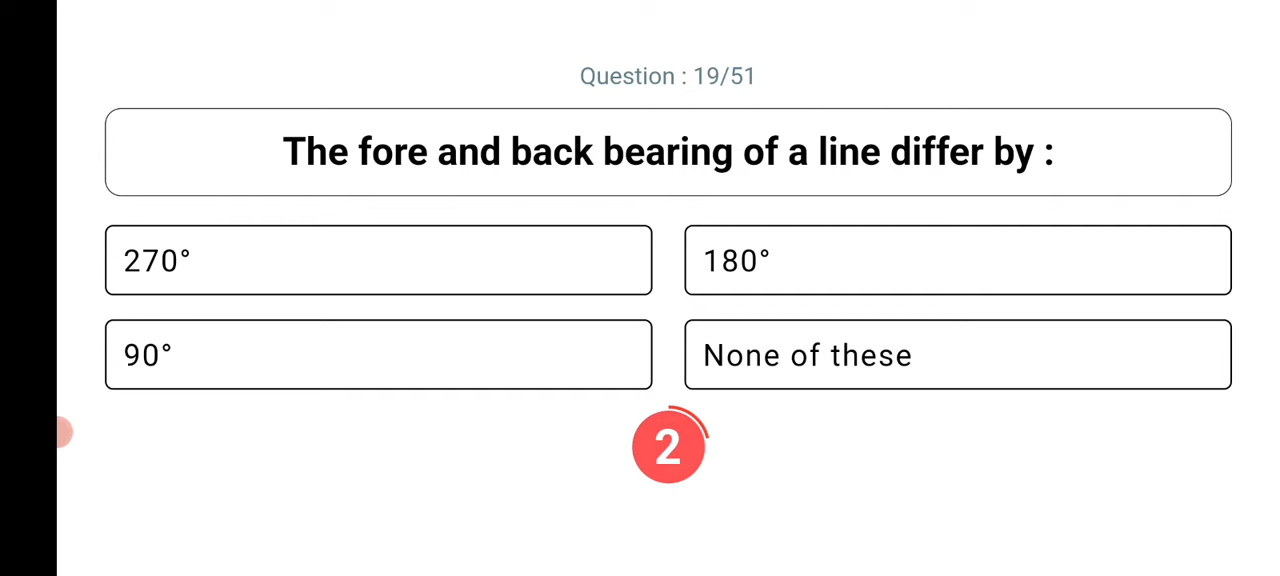 Question : 19/51
The fore and back bearing of a line differ by :
270°
180°
90°
None of these
2